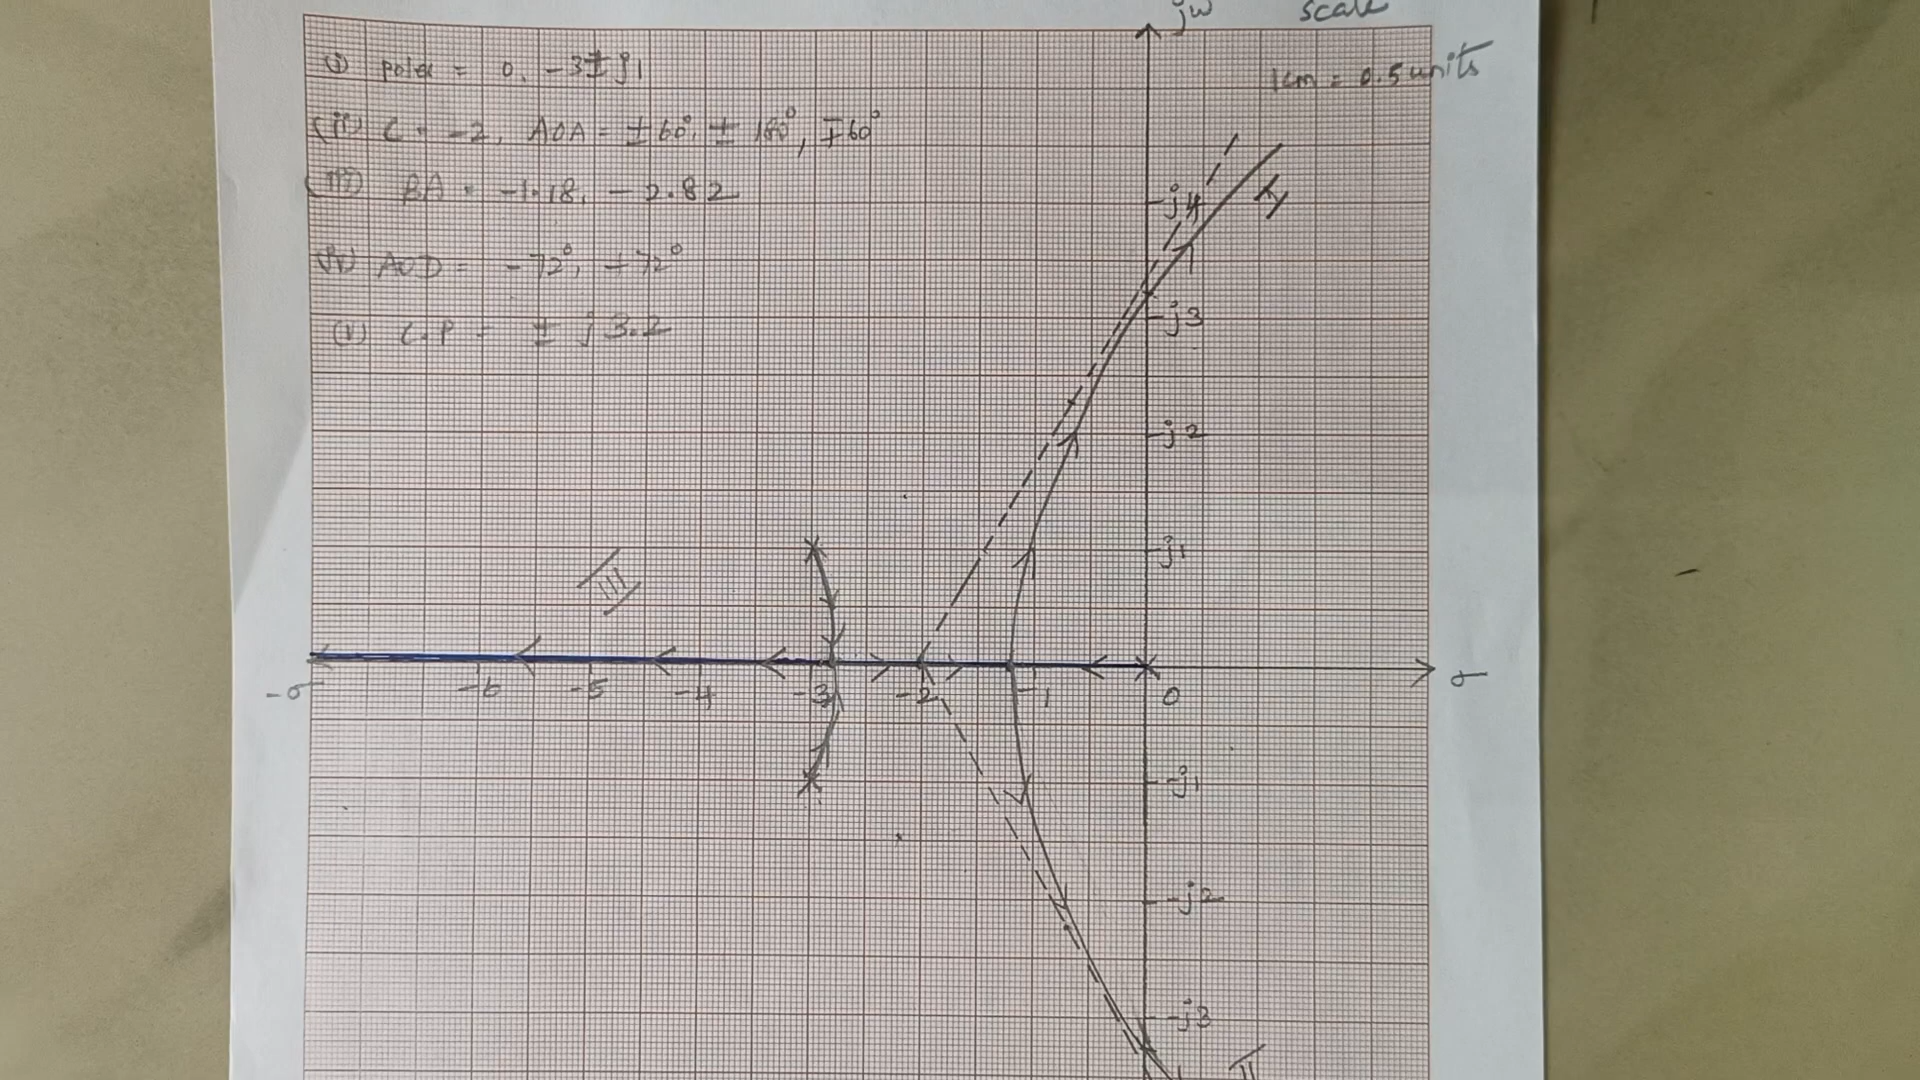 jw scale
1cm = 0.5 units
(i) poles = 0, -3±j1
(ii) C = -2, AOA = ±60°, ±180°, ∓60°
(iii) BA = -1.18, -2.82
(iv) AOD = -72°, +72°
(v) C.P = ± j3.2
j4
I
j3
j2
j1
III
-σ -6 -5 -4 -3 -2 -1 0 σ
-j1
-j2
-j3
II